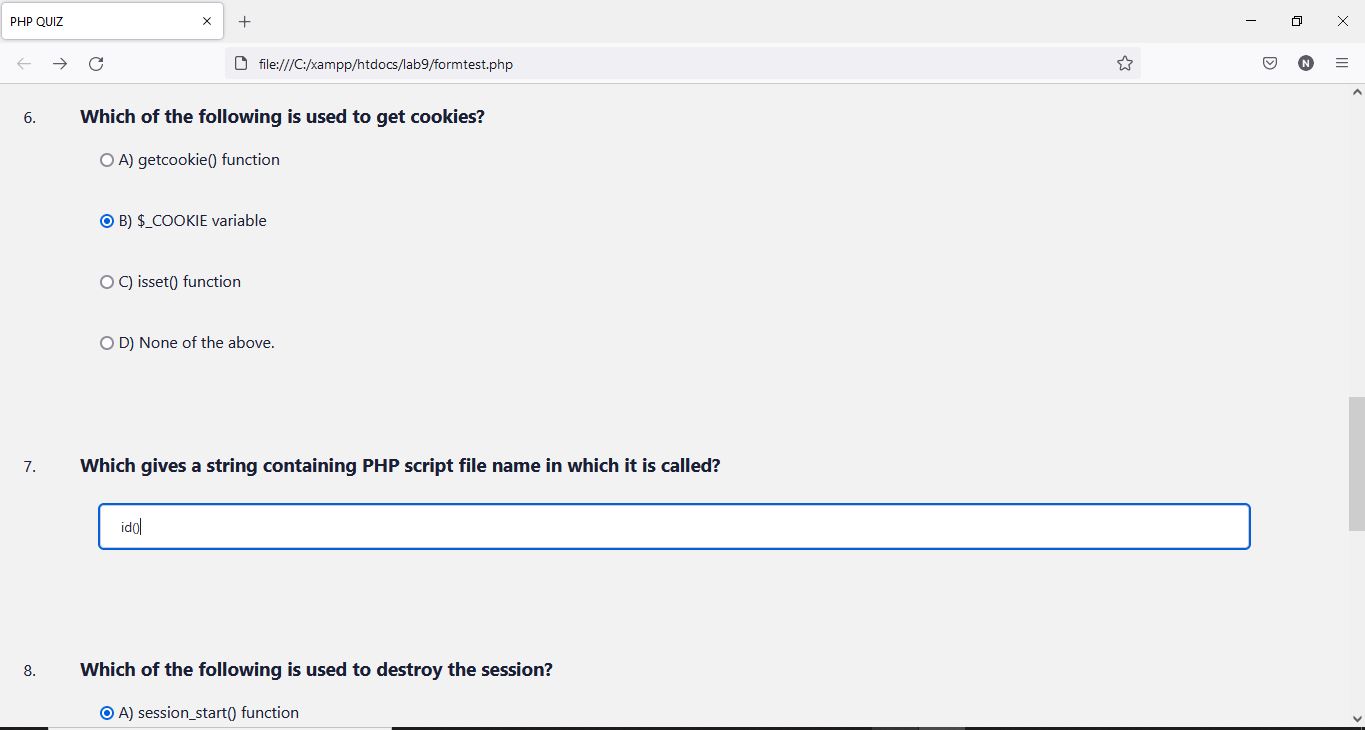 PHP QUIZ
file:///C:/xampp/htdocs/lab9/formtest.php
N
6. Which of the following is used to get cookies?
A) getcookie() function
B) $_COOKIE variable
C) isset() function
D) None of the above.
7. Which gives a string containing PHP script file name in which it is called?
id()
8. Which of the following is used to destroy the session?
A) session_start() function